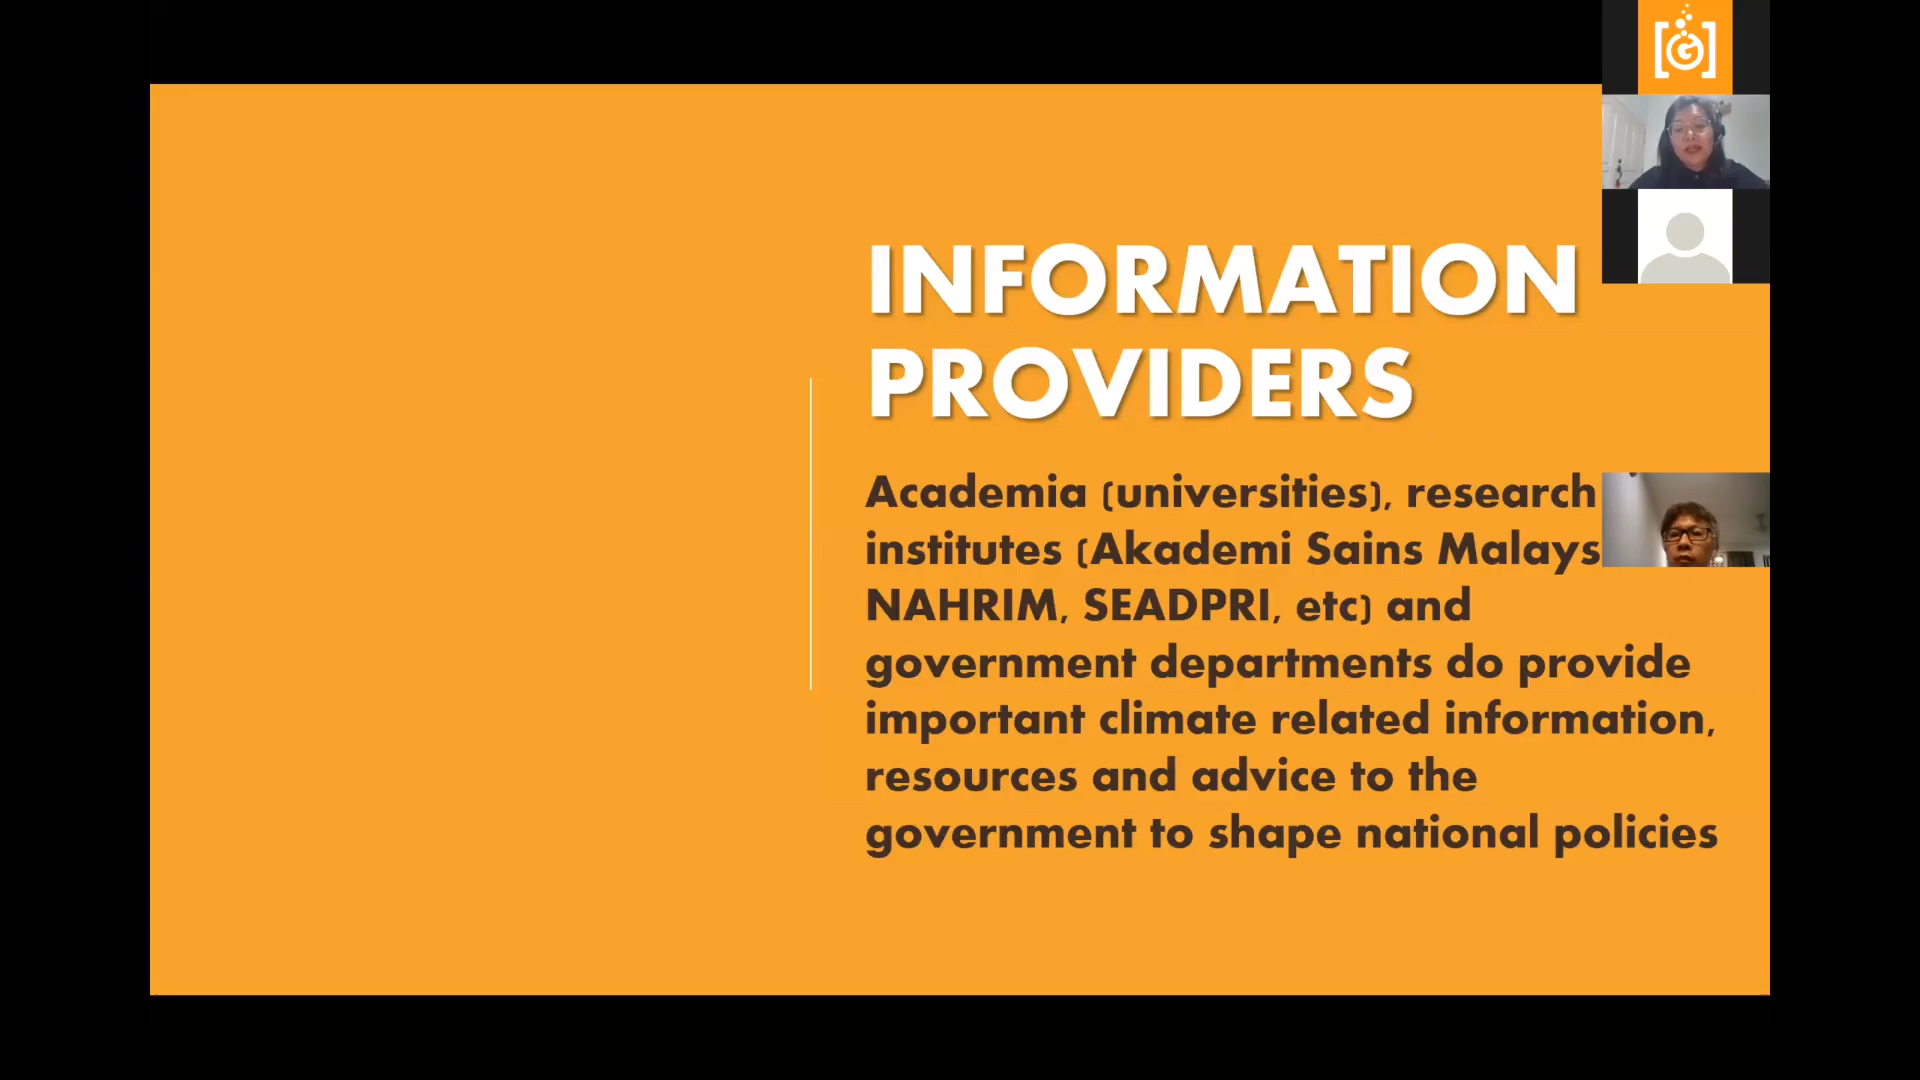 [G]
INFORMATION
PROVIDERS
Academia (universities), research
institutes (Akademi Sains Malays
NAHRIM, SEADPRI, etc) and
government departments do provide
important climate related information,
resources and advice to the
government to shape national policies